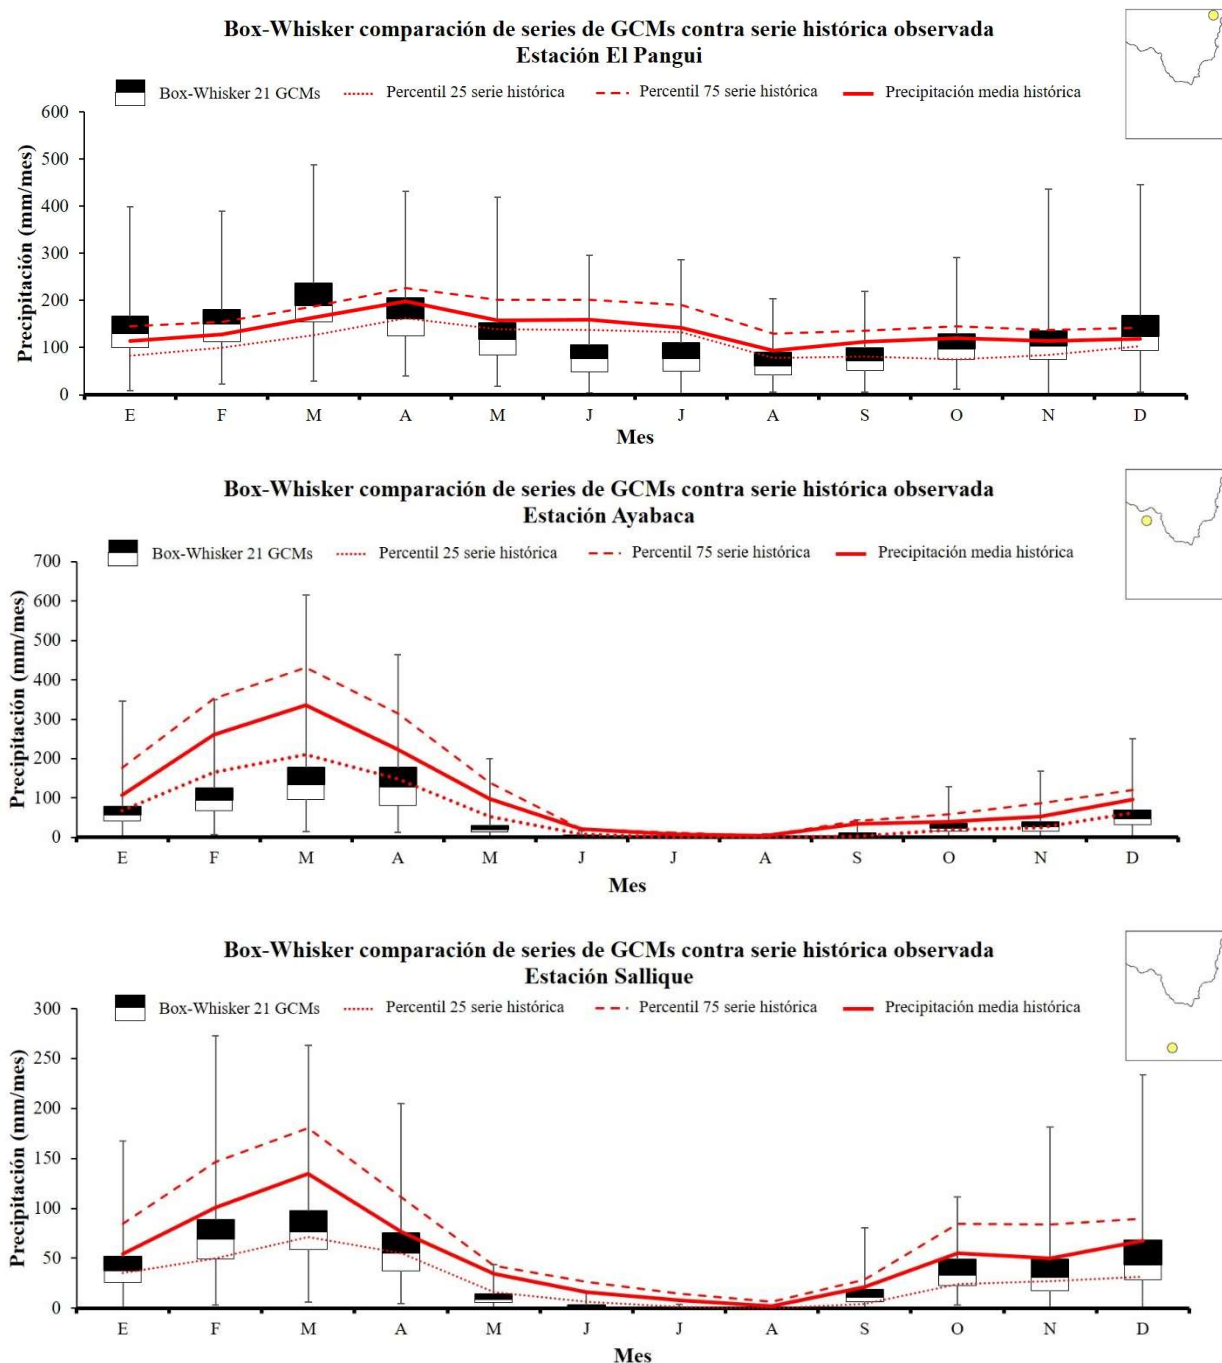 Box-Whisker comparación de series de GCMs contra serie histórica observada
Estación El Pangui
Box-Whisker 21 GCMs Percentil 25 serie histórica Percentil 75 serie histórica Precipitación media histórica
Precipitación (mm/mes)
600
500
400
300
200
100
0
E F M A M J J A S O N D
Mes
Box-Whisker comparación de series de GCMs contra serie histórica observada
Estación Ayabaca
Box-Whisker 21 GCMs Percentil 25 serie histórica Percentil 75 serie histórica Precipitación media histórica
Precipitación (mm/mes)
700
600
500
400
300
200
100
0
E F M A M J J A S O N D
Mes
Box-Whisker comparación de series de GCMs contra serie histórica observada
Estación Sallique
Box-Whisker 21 GCMs Percentil 25 serie histórica Percentil 75 serie histórica Precipitación media histórica
Precipitación (mm/mes)
300
250
200
150
100
50
0
E F M A M J J A S O N D
Mes